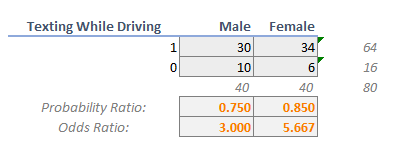 Texting While Driving Male Female
1 30 34 64
0 10 6 16
40 40 80
Probability Ratio: 0.750 0.850
Odds Ratio: 3.000 5.667